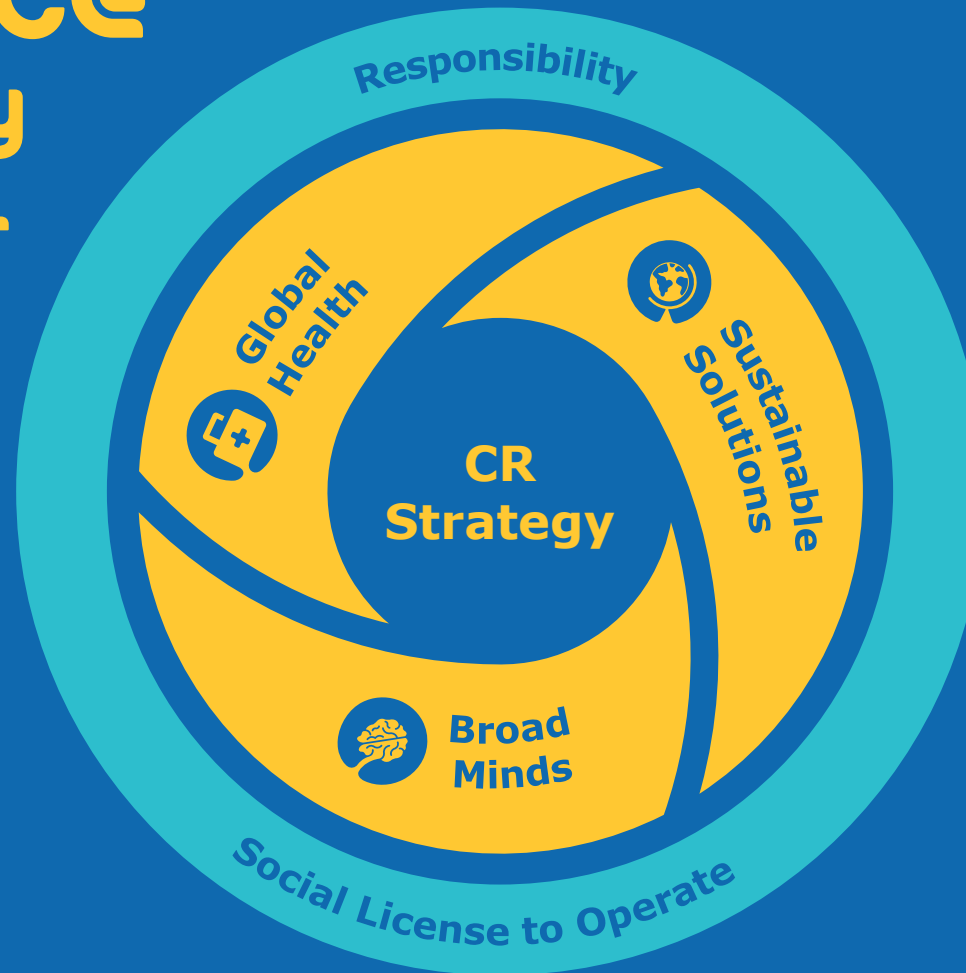 Responsibility
Global
Health
Sustainable
Solutions
CR
Strategy
Broad
Minds
Social License to Operate